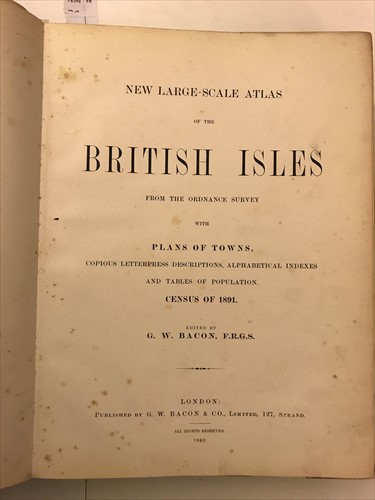 NEW LARGE-SCALE ATLAS
OF THE
BRITISH ISLES
FROM THE ORDNANCE SURVEY
WITH
PLANS OF TOWNS,
COPIOUS LETTERPRESS DESCRIPTIONS, ALPHABETICAL INDEXES
AND TABLES OF POPULATION.
CENSUS OF 1891.
EDITED BY
G. W. BACON, F.R.G.S.
LONDON:
PUBLISHED BY G. W. BACON & CO., LIMITED, 127, STRAND.
ALL RIGHTS RESERVED